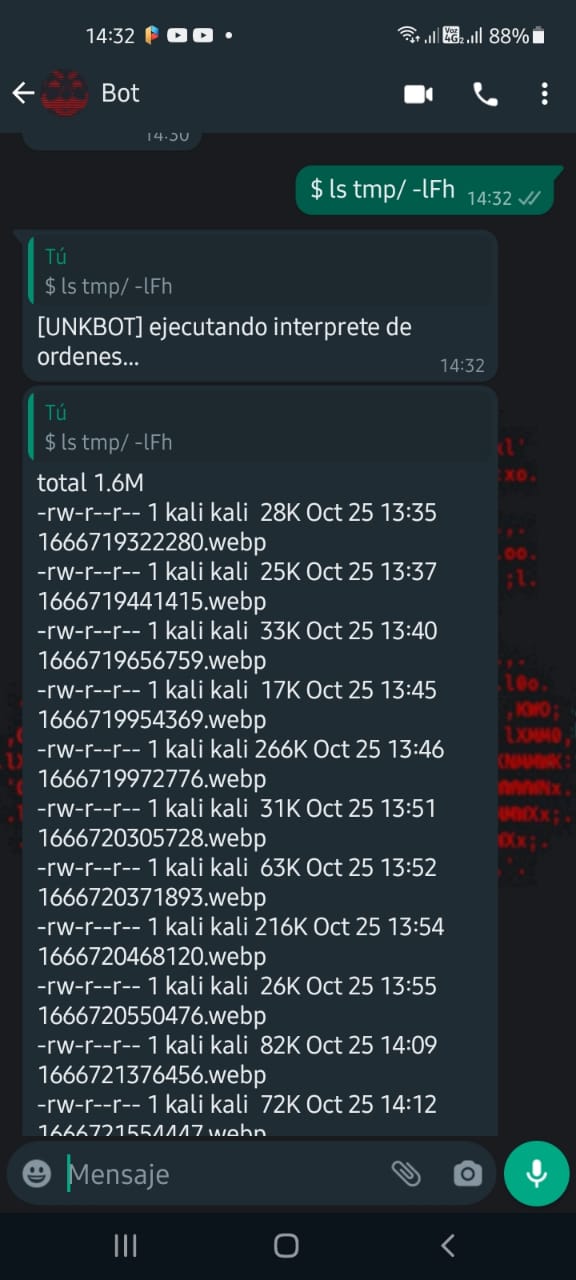 14:32
Voz
4G 2
88%
Bot
14:30
$ ls tmp/ -lFh 14:32
Tú
$ ls tmp/ -lFh
[UNKBOT] ejecutando interprete de
ordenes...
14:32
Tú
$ ls tmp/ -lFh
total 1.6M
-rw-r--r-- 1 kali kali  28K Oct 25 13:35
1666719322280.webp
-rw-r--r-- 1 kali kali  25K Oct 25 13:37
1666719441415.webp
-rw-r--r-- 1 kali kali  33K Oct 25 13:40
1666719656759.webp
-rw-r--r-- 1 kali kali  17K Oct 25 13:45
1666719954369.webp
-rw-r--r-- 1 kali kali 266K Oct 25 13:46
1666719972776.webp
-rw-r--r-- 1 kali kali  31K Oct 25 13:51
1666720305728.webp
-rw-r--r-- 1 kali kali  63K Oct 25 13:52
1666720371893.webp
-rw-r--r-- 1 kali kali 216K Oct 25 13:54
1666720468120.webp
-rw-r--r-- 1 kali kali  26K Oct 25 13:55
1666720550476.webp
-rw-r--r-- 1 kali kali  82K Oct 25 14:09
1666721376456.webp
-rw-r--r-- 1 kali kali  72K Oct 25 14:12
1666721554447.webp
Mensaje